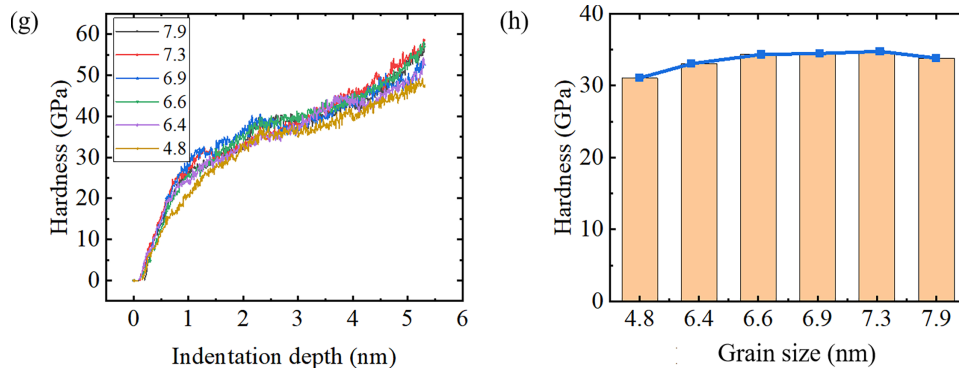 (g)
Hardness (GPa)
60
50
40
30
20
10
0
7.9
7.3
6.9
6.6
6.4
4.8
0 1 2 3 4 5 6
Indentation depth (nm)
(h)
Hardness (GPa)
40
30
20
10
0
4.8 6.4 6.6 6.9 7.3 7.9
Grain size (nm)